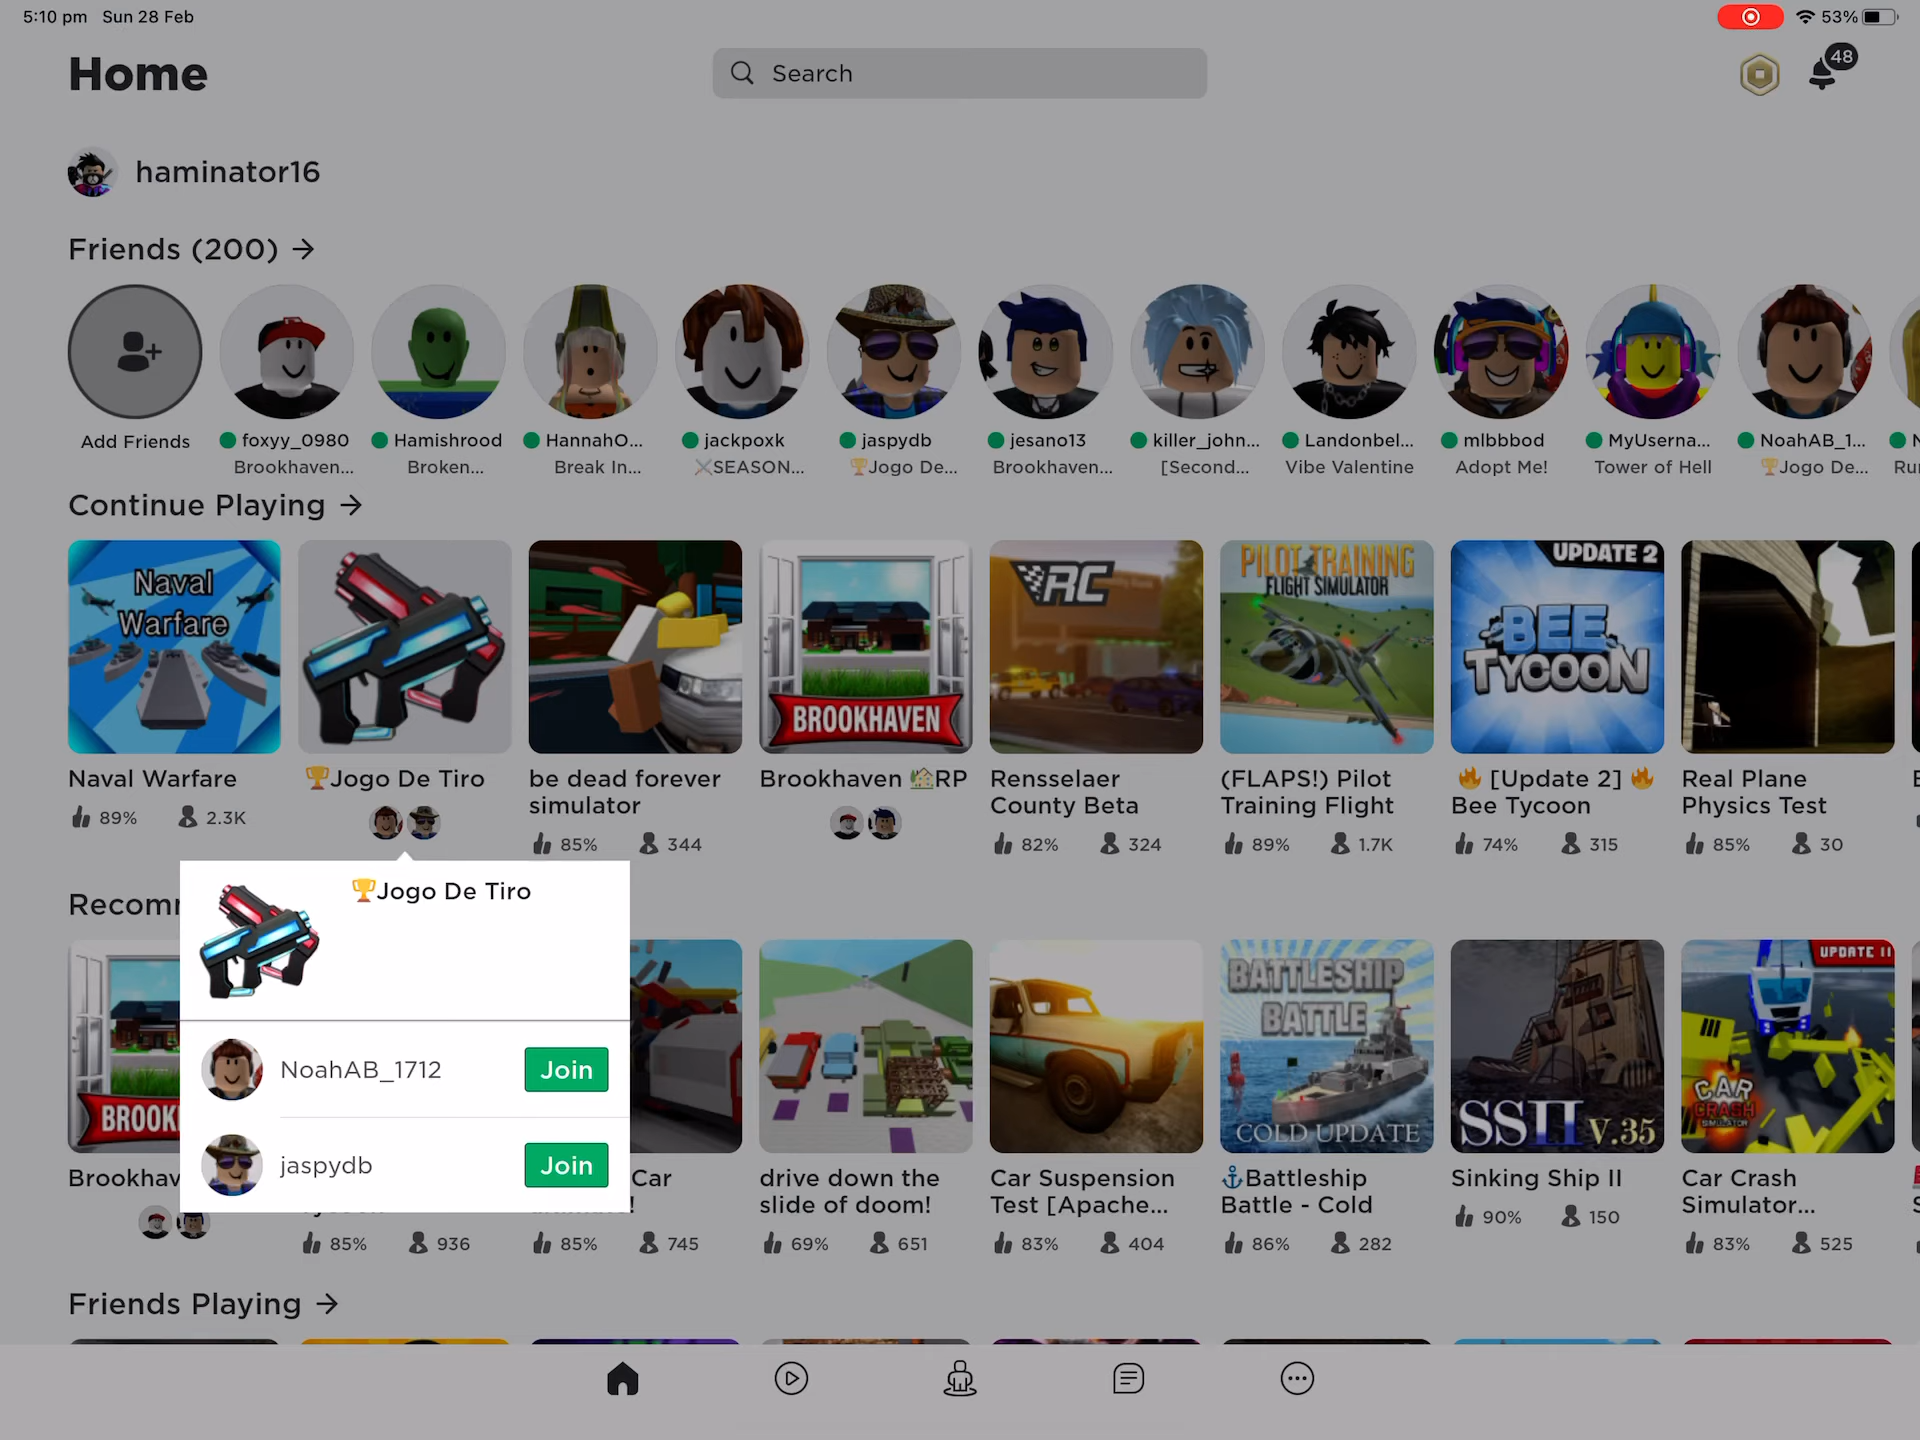 5:10 pm Sun 28 Feb
53%
Home
Search
48
haminator16
Friends (200) →
Add Friends
foxyy_0980
Brookhaven...
Hamishrood
Broken...
HannahO...
Break In...
jackpoxk
⚔SEASON...
jaspydb
🏆Jogo De...
jesano13
Brookhaven...
killer_john...
[Second...
Landonbel...
Vibe Valentine
mlbbbod
Adopt Me!
MyUserna...
Tower of Hell
NoahAB_1...
🏆Jogo De...
Continue Playing →
Naval
Warfare
BROOKHAVEN
RC
PILOT TRAINING
FLIGHT SIMULATOR
UPDATE 2
BEE
TYCOON
Naval Warfare
89% 2.3K
🏆Jogo De Tiro
be dead forever
simulator
85% 344
Brookhaven 🏡RP
Rensselaer
County Beta
82% 324
(FLAPS!) Pilot
Training Flight
89% 1.7K
🔥 [Update 2] 🔥
Bee Tycoon
74% 315
Real Plane
Physics Test
85% 30
🏆Jogo De Tiro
NoahAB_1712
Join
jaspydb
Join
Recomm
BROOK
BATTLESHIP
BATTLE
COLD UPDATE
SSII V.35
UPDATE II
CAR
CRASH
SIMULATOR
Brookhav
85% 936
Car
!
85% 745
drive down the
slide of doom!
69% 651
Car Suspension
Test [Apache...
83% 404
⚓Battleship
Battle - Cold
86% 282
Sinking Ship II
90% 150
Car Crash
Simulator...
83% 525
Friends Playing →